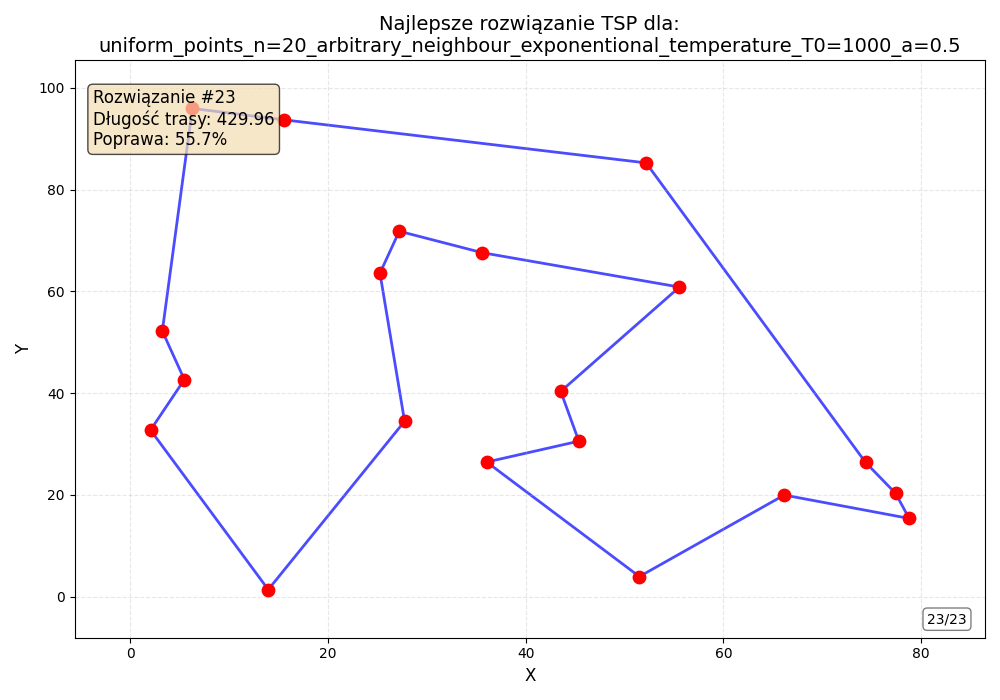 Najlepsze rozwiązanie TSP dla:
uniform_points_n=20_arbitrary_neighbour_exponentional_temperature_T0=1000_a=0.5
Rozwiązanie #23
Długość trasy: 429.96
Poprawa: 55.7%
100
80
60
40
20
0
Y
23/23
0 20 40 60 80
X